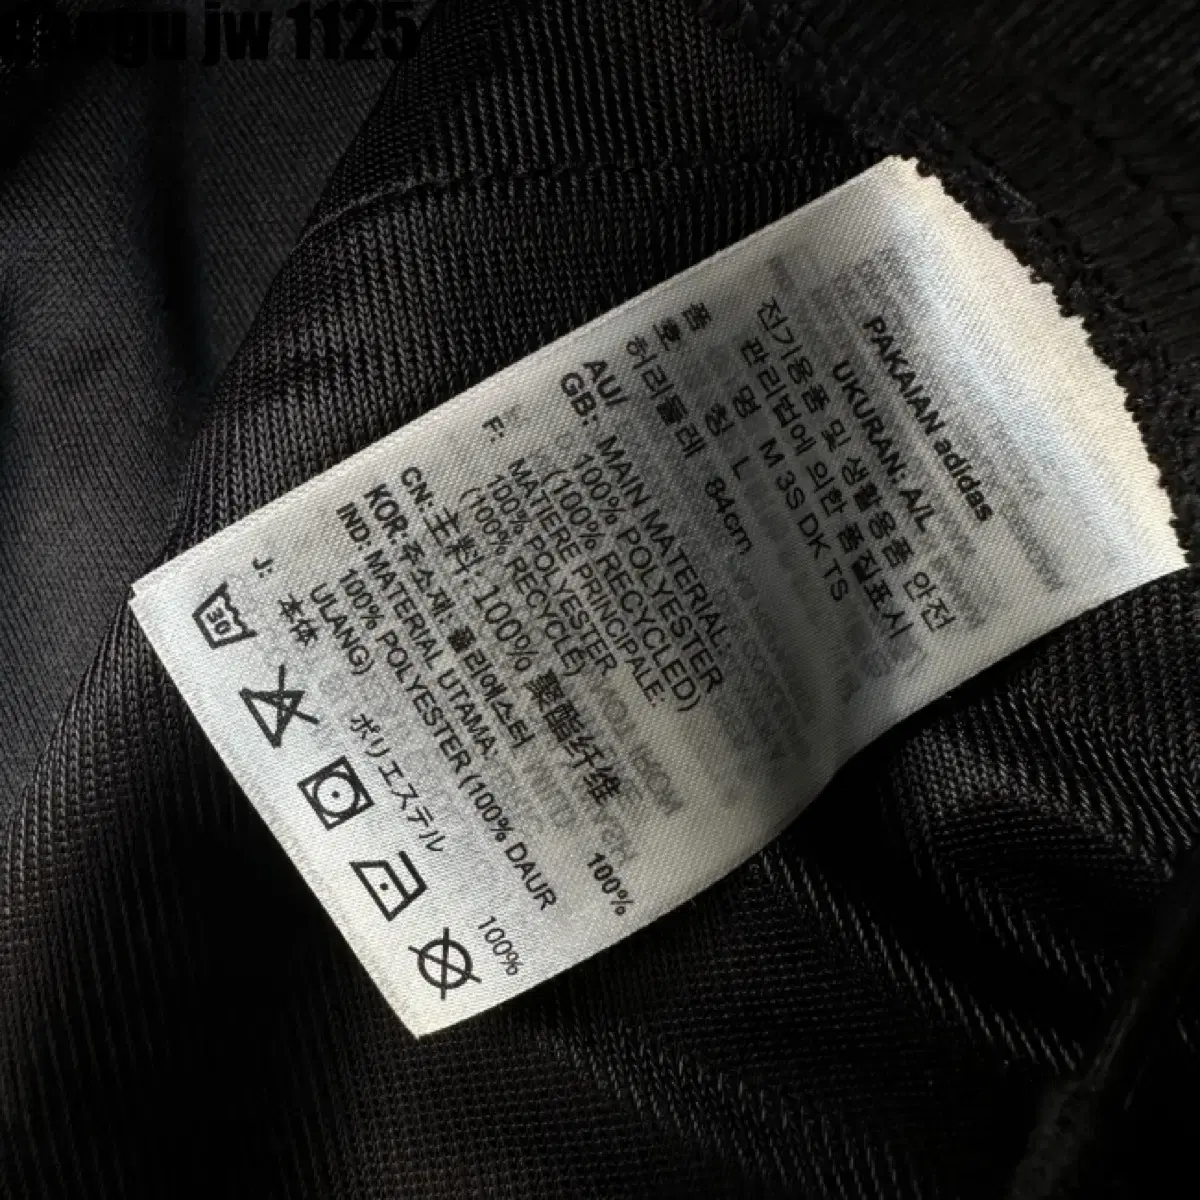 gaegu jw 1125
PAKAIAN adidas
UKURAN: A/L
전기용품 및 생활용품 안전
관리법에 의한 품질표시
품 명 M 3S DK TS
호 칭 L
허리둘레 84cm
AU/
GB: MAIN MATERIAL:
100% POLYESTER
(100% RECYCLED)
F: MATIERE PRINCIPALE:
100% POLYESTER
(100% RECYCLE)
CN: 主料: 100% 聚酯纤维
KOR: 주소재: 폴리에스터 100%
IND: MATERIAL UTAMA:
100% POLYESTER (100% DAUR
ULANG)
J: 本体 ポリエステル 100%
30